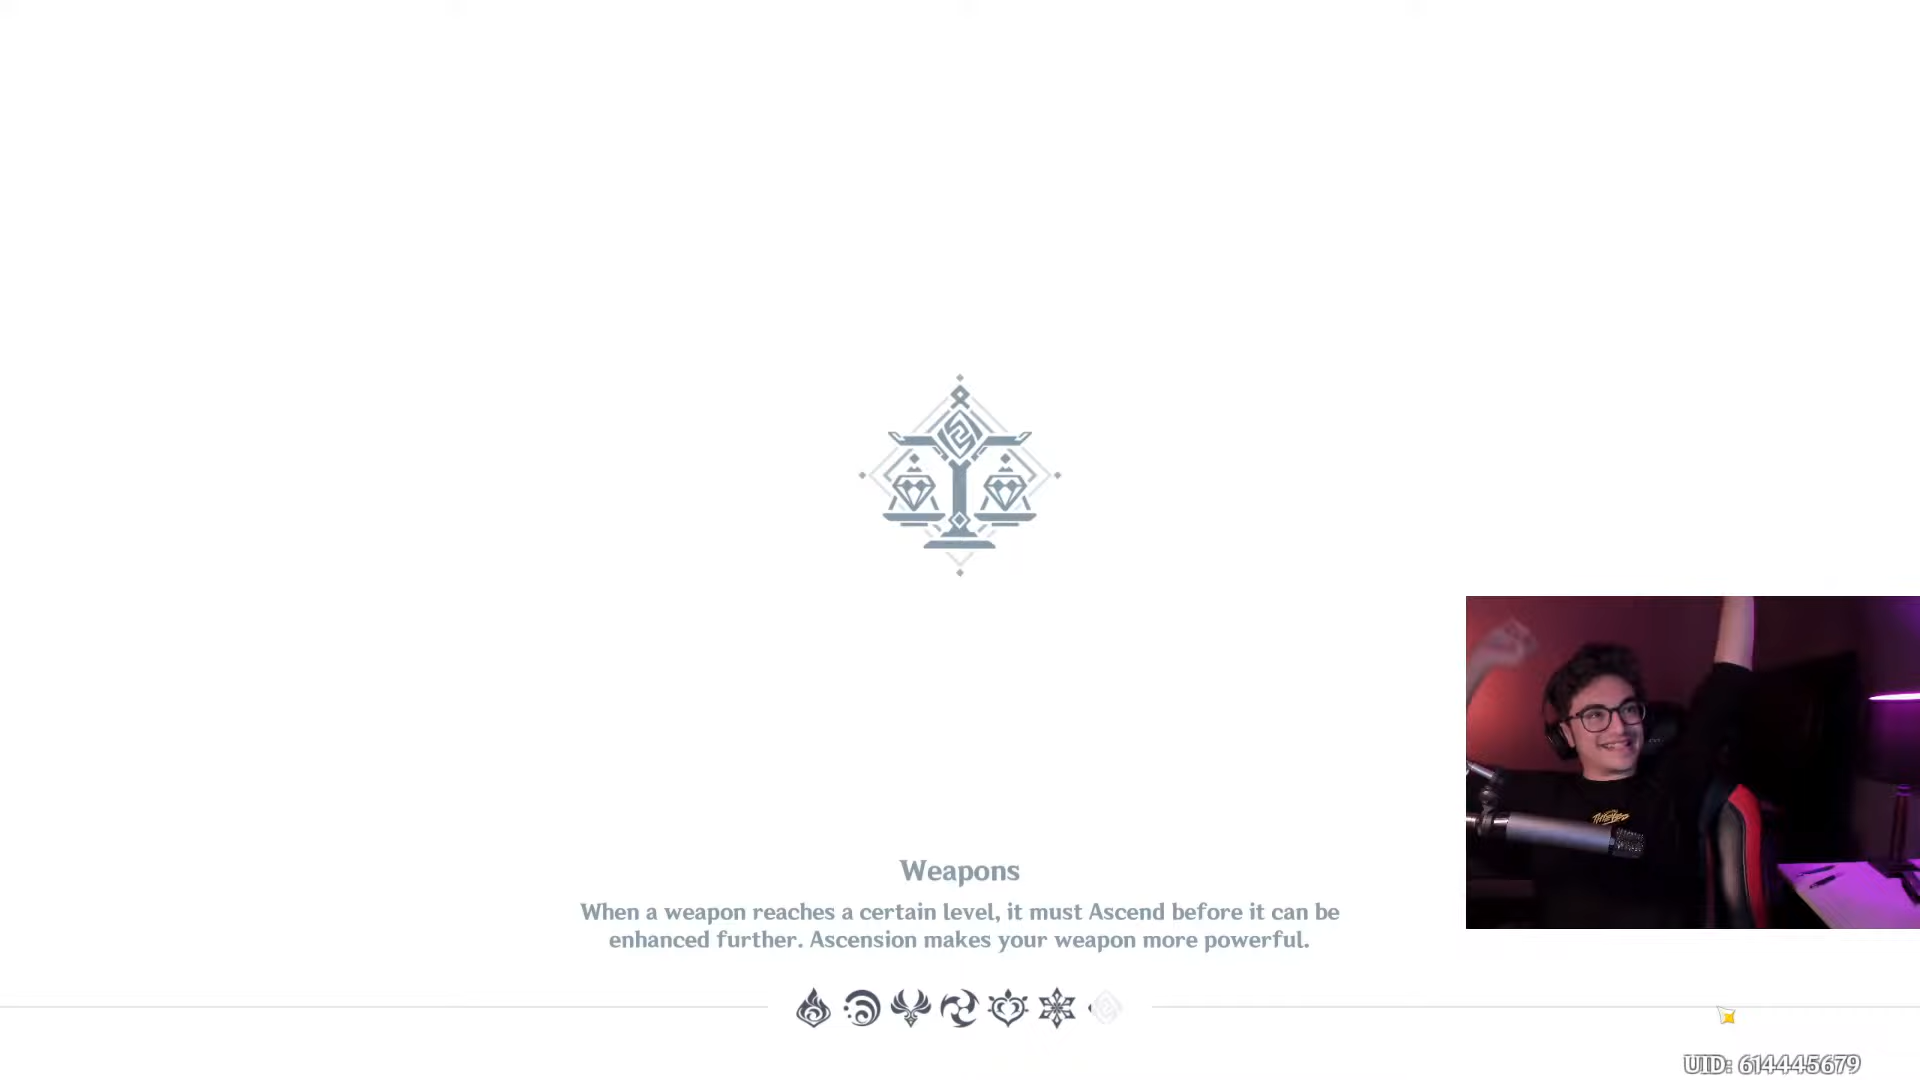 Weapons
When a weapon reaches a certain level, it must Ascend before it can be
enhanced further. Ascension makes your weapon more powerful.
UID: 614445679